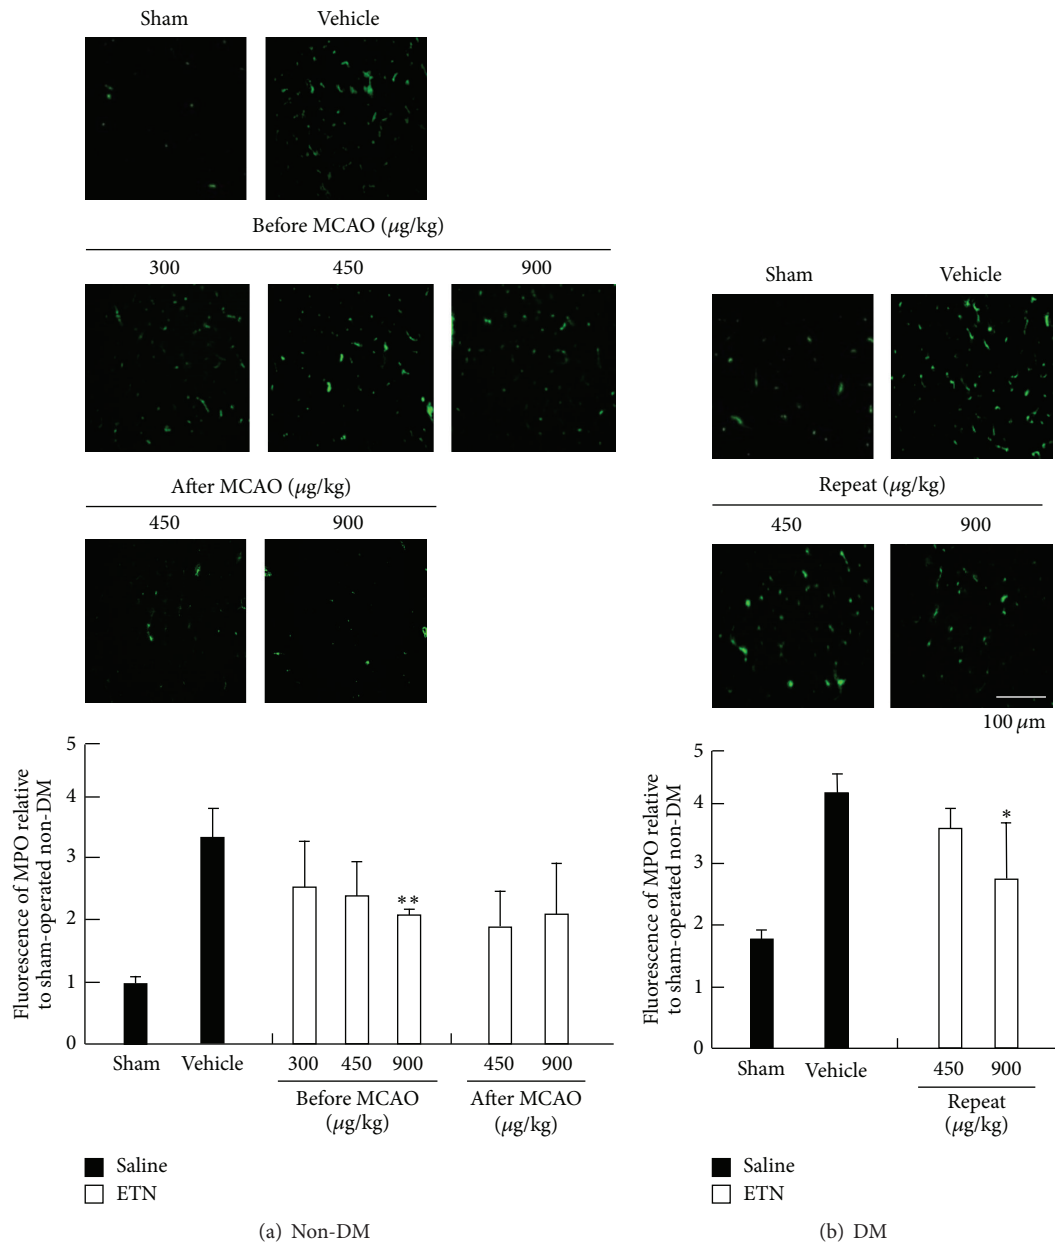 Sham Vehicle
Before MCAO (μg/kg)
300 450 900
After MCAO (μg/kg)
450 900
5
4
3
2
1
0
Fluorescence of MPO relative
to sham-operated non-DM
**
Sham Vehicle 300 450 900 450 900
Before MCAO
(μg/kg)
After MCAO
(μg/kg)
Saline
ETN
(a) Non-DM
Sham Vehicle
Repeat (μg/kg)
450 900
100 μm
5
4
3
2
1
0
Fluorescence of MPO relative
to sham-operated non-DM
*
Sham Vehicle 450 900
Repeat
(μg/kg)
Saline
ETN
(b) DM